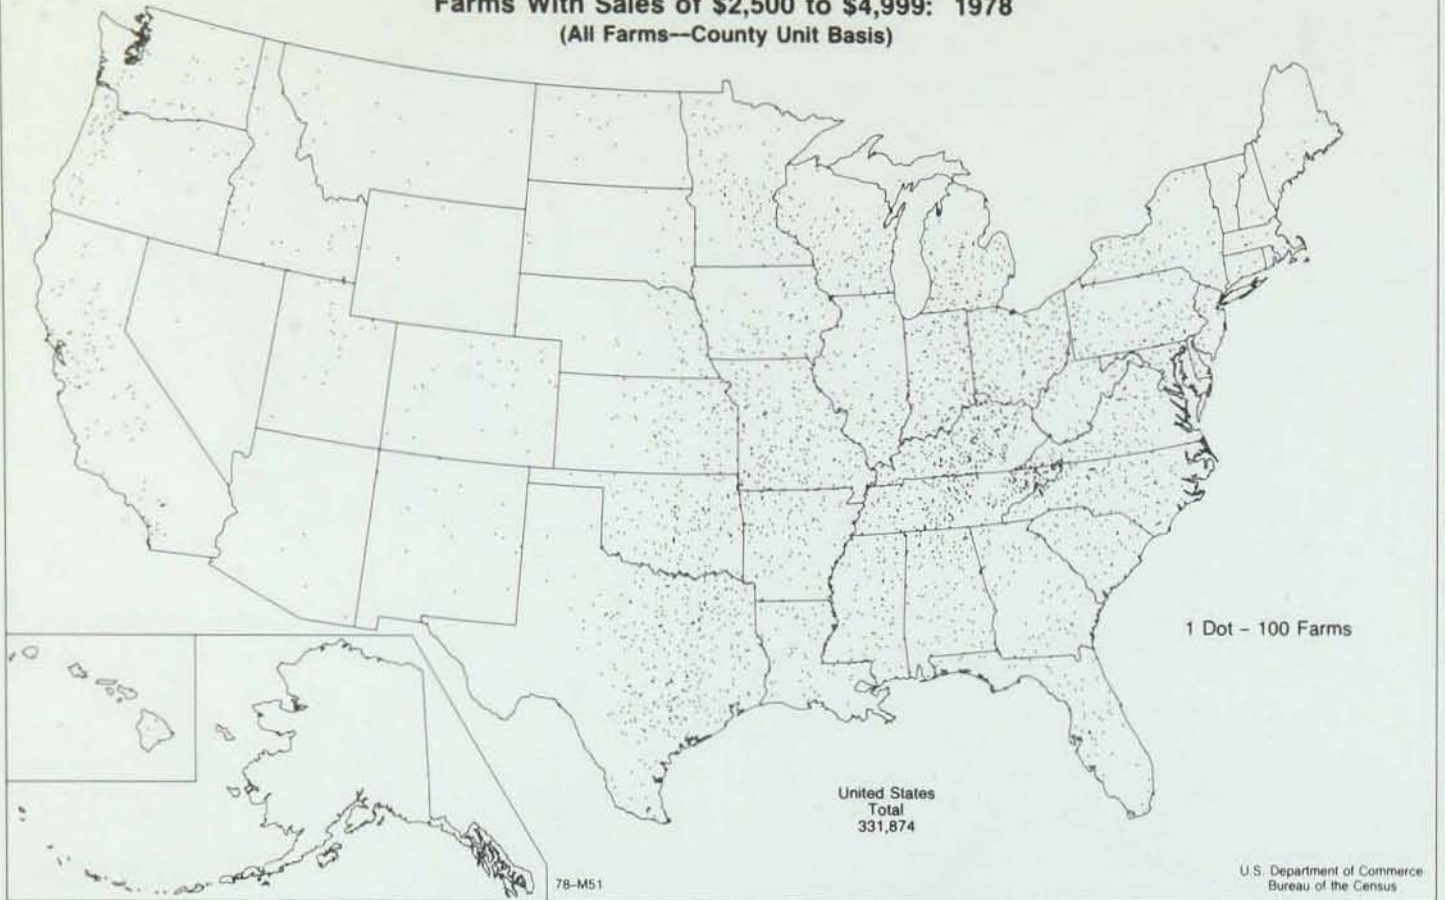 Farms With Sales of $2,500 to $4,999: 1978
(All Farms--County Unit Basis)
1 Dot - 100 Farms
United States
Total
331,874
78-M51
U.S. Department of Commerce
Bureau of the Census